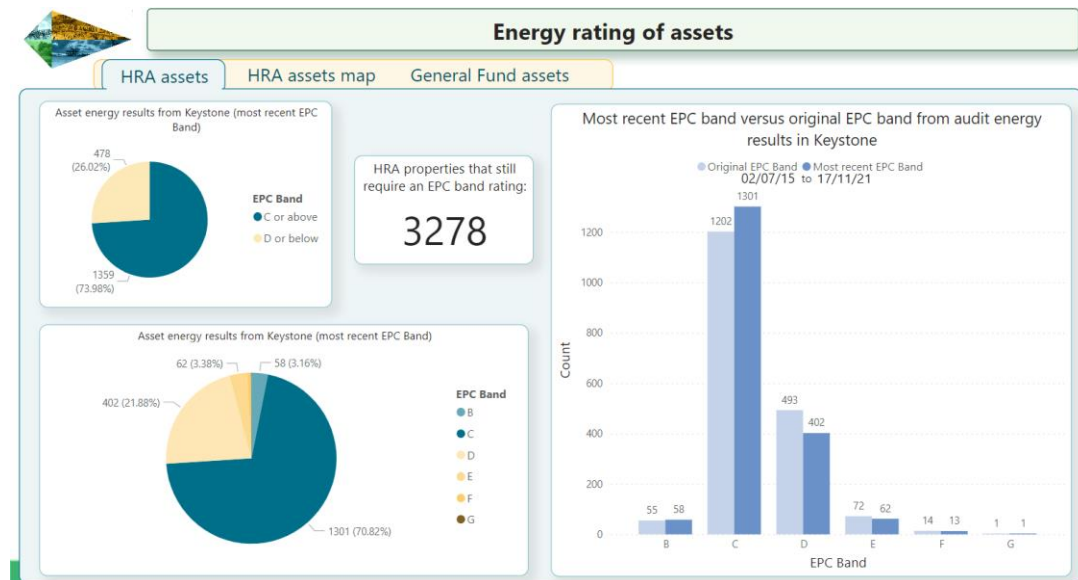 Energy rating of assets
HRA assets
HRA assets map
General Fund assets
Asset energy results from Keystone (most recent EPC
Band)
478
(26.02%)
1359
(73.98%)
EPC Band
C or above
D or below
HRA properties that still
require an EPC band rating:
3278
Asset energy results from Keystone (most recent EPC Band)
62 (3.38%)
58 (3.16%)
402 (21.88%)
1301 (70.82%)
EPC Band
B
C
D
E
F
G
Most recent EPC band versus original EPC band from audit energy
results in Keystone
Original EPC Band
Most recent EPC Band
02/07/15 to 17/11/21
Count
1200
1000
800
600
400
200
0
55
58
1202
1301
493
402
72
62
14
13
1
1
B
C
D
E
F
G
EPC Band